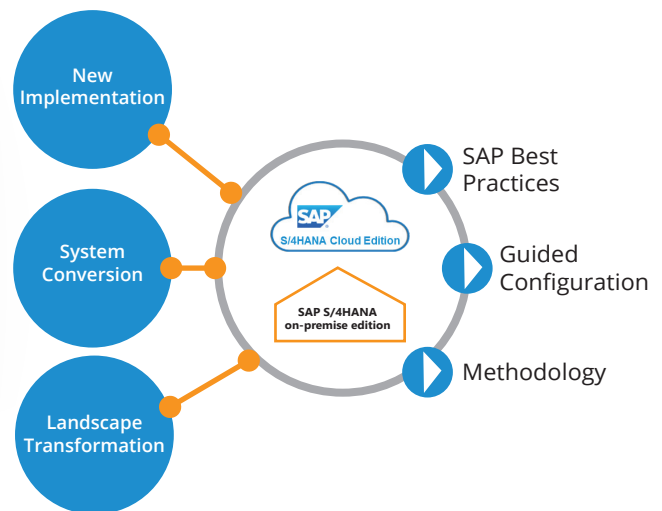 New
Implementation
System
Conversion
Landscape
Transformation
SAP
S/4HANA Cloud Edition
SAP S/4HANA
on-premise edition
SAP Best
Practices
Guided
Configuration
Methodology